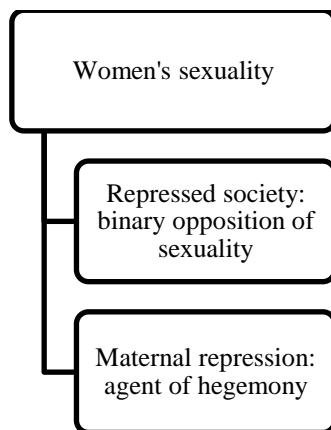 Women's sexuality
Repressed society:
binary opposition of
sexuality
Maternal repression:
agent of hegemony